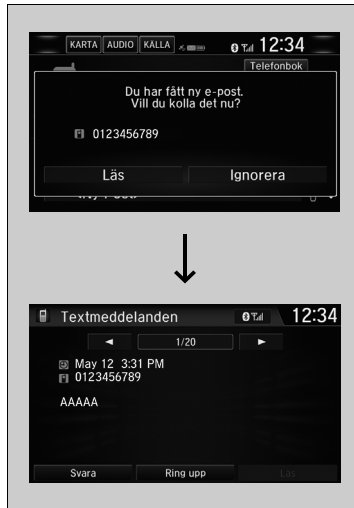 KARTA AUDIO KÄLLA 12:34
Telefonbok
Du har fått ny e-post.
Vill du kolla det nu?
0123456789
Läs Ignorera
Textmeddelanden 12:34
1/20
May 12 3:31 PM
0123456789
AAAAA
Svara Ring upp Läs